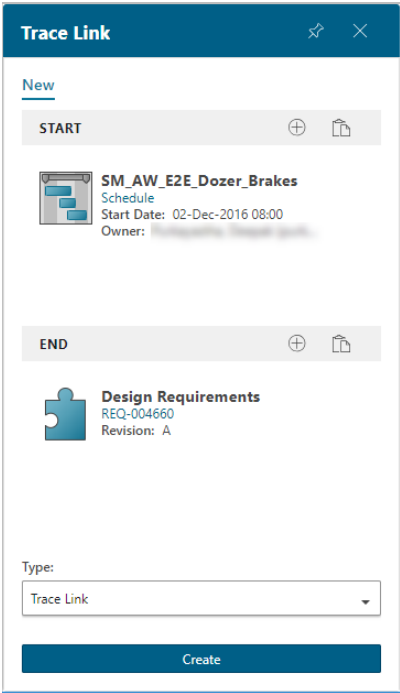 Trace Link
New
START
SM_AW_E2E_Dozer_Brakes
Schedule
Start Date: 02-Dec-2016 08:00
Owner:
END
Design Requirements
REQ-004660
Revision: A
Type:
Trace Link
Create